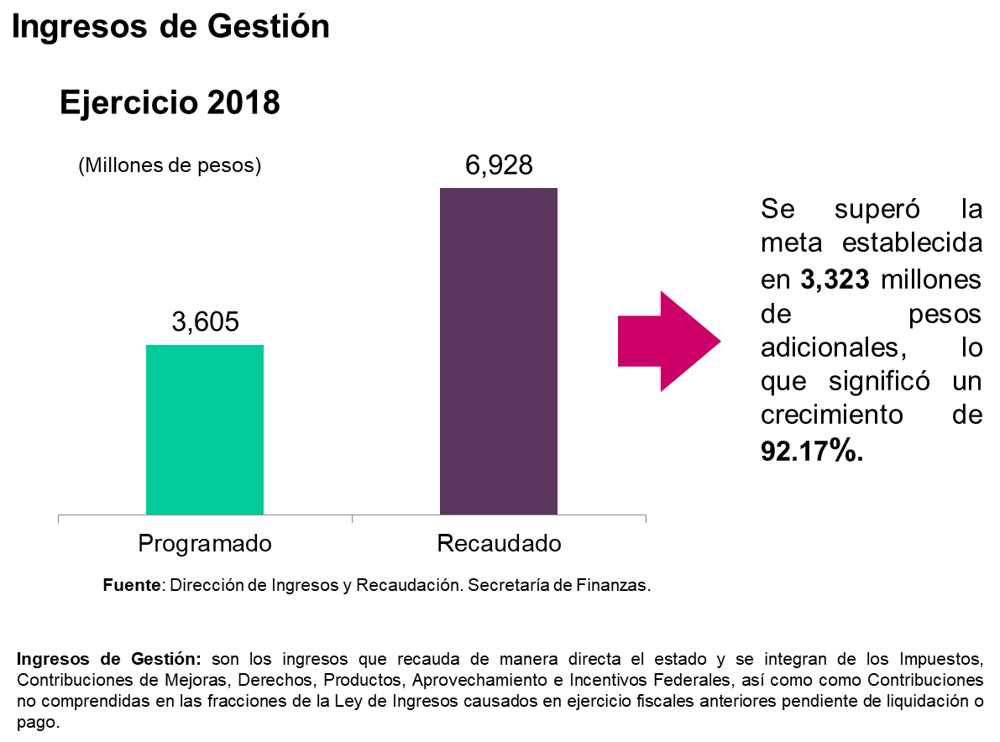 Ingresos de Gestión
Ejercicio 2018
(Millones de pesos)
6,928
3,605
Programado
Recaudado
Se superó la
meta establecida
en 3,323 millones
de pesos
adicionales, lo
que significó un
crecimiento de
92.17%.
Fuente: Dirección de Ingresos y Recaudación. Secretaría de Finanzas.
Ingresos de Gestión: son los ingresos que recauda de manera directa el estado y se integran de los Impuestos,
Contribuciones de Mejoras, Derechos, Productos, Aprovechamiento e Incentivos Federales, así como como Contribuciones
no comprendidas en las fracciones de la Ley de Ingresos causados en ejercicio fiscales anteriores pendiente de liquidación o
pago.